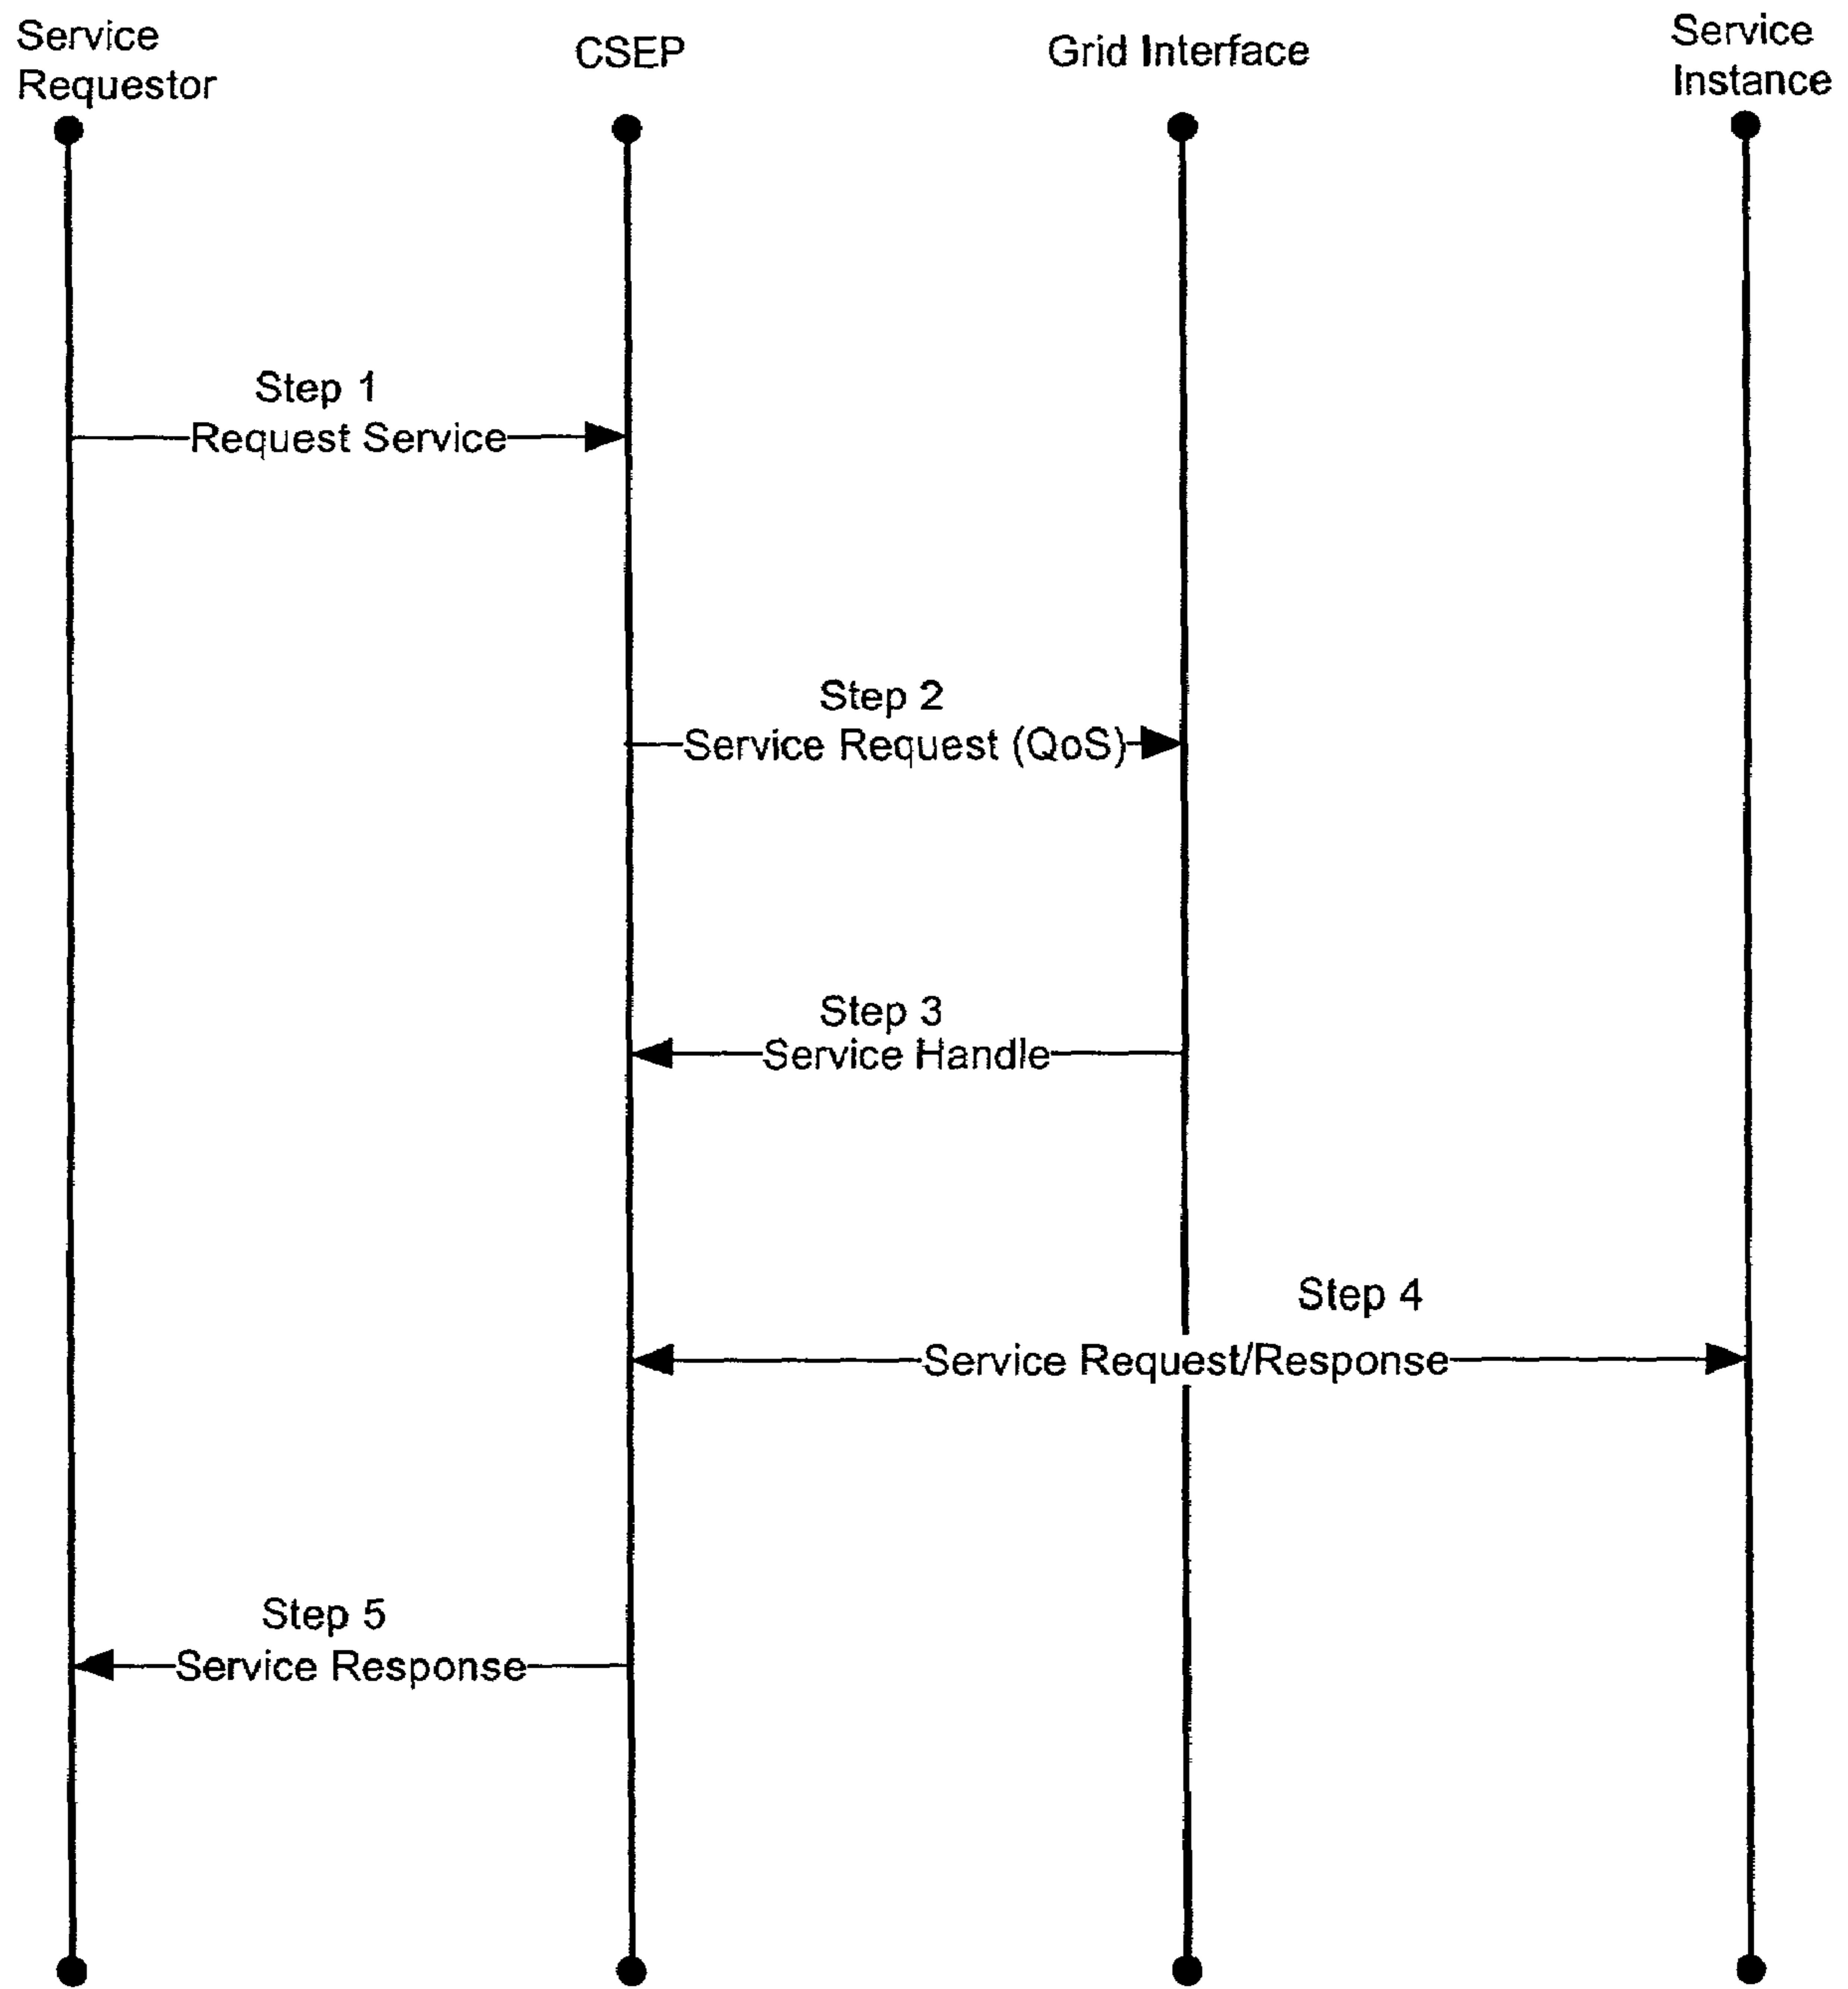 Service
Requestor
CSEP
Grid Interface
Service
Instance
Step 1
Request Service
Step 2
Service Request (QoS)
Step 3
Service Handle
Step 4
Service Request/Response
Step 5
Service Response